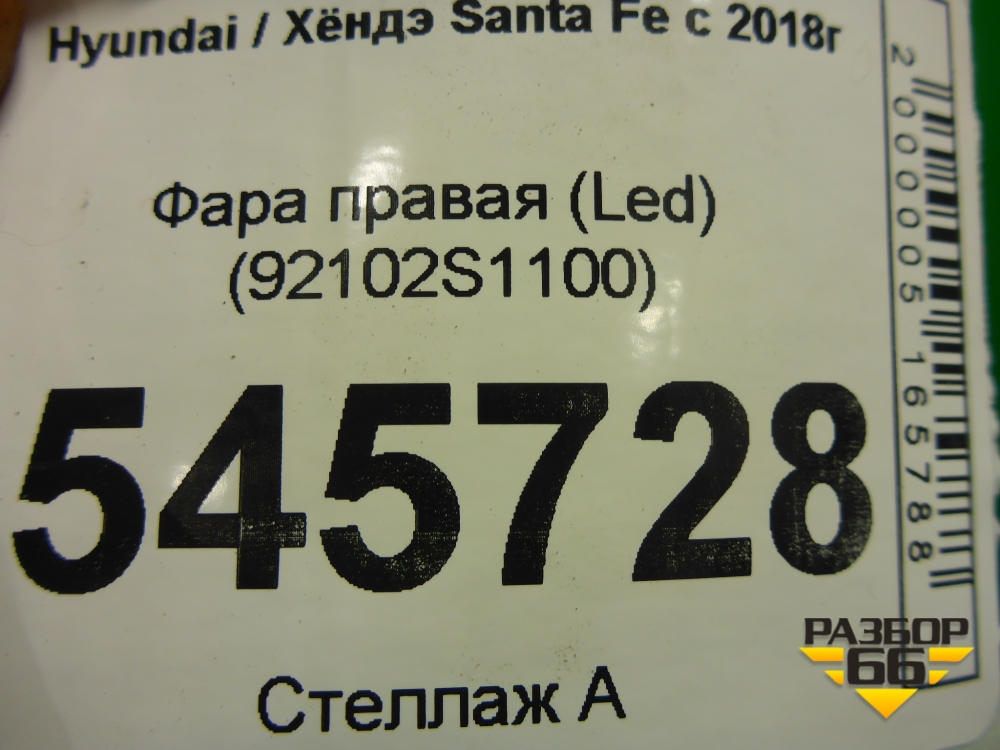 Hyundai / Хёндэ Santa Fe с 2018г
Фара правая (Led)
(92102S1100)
545728
Стеллаж А
2000005165788
РАЗБОР
66